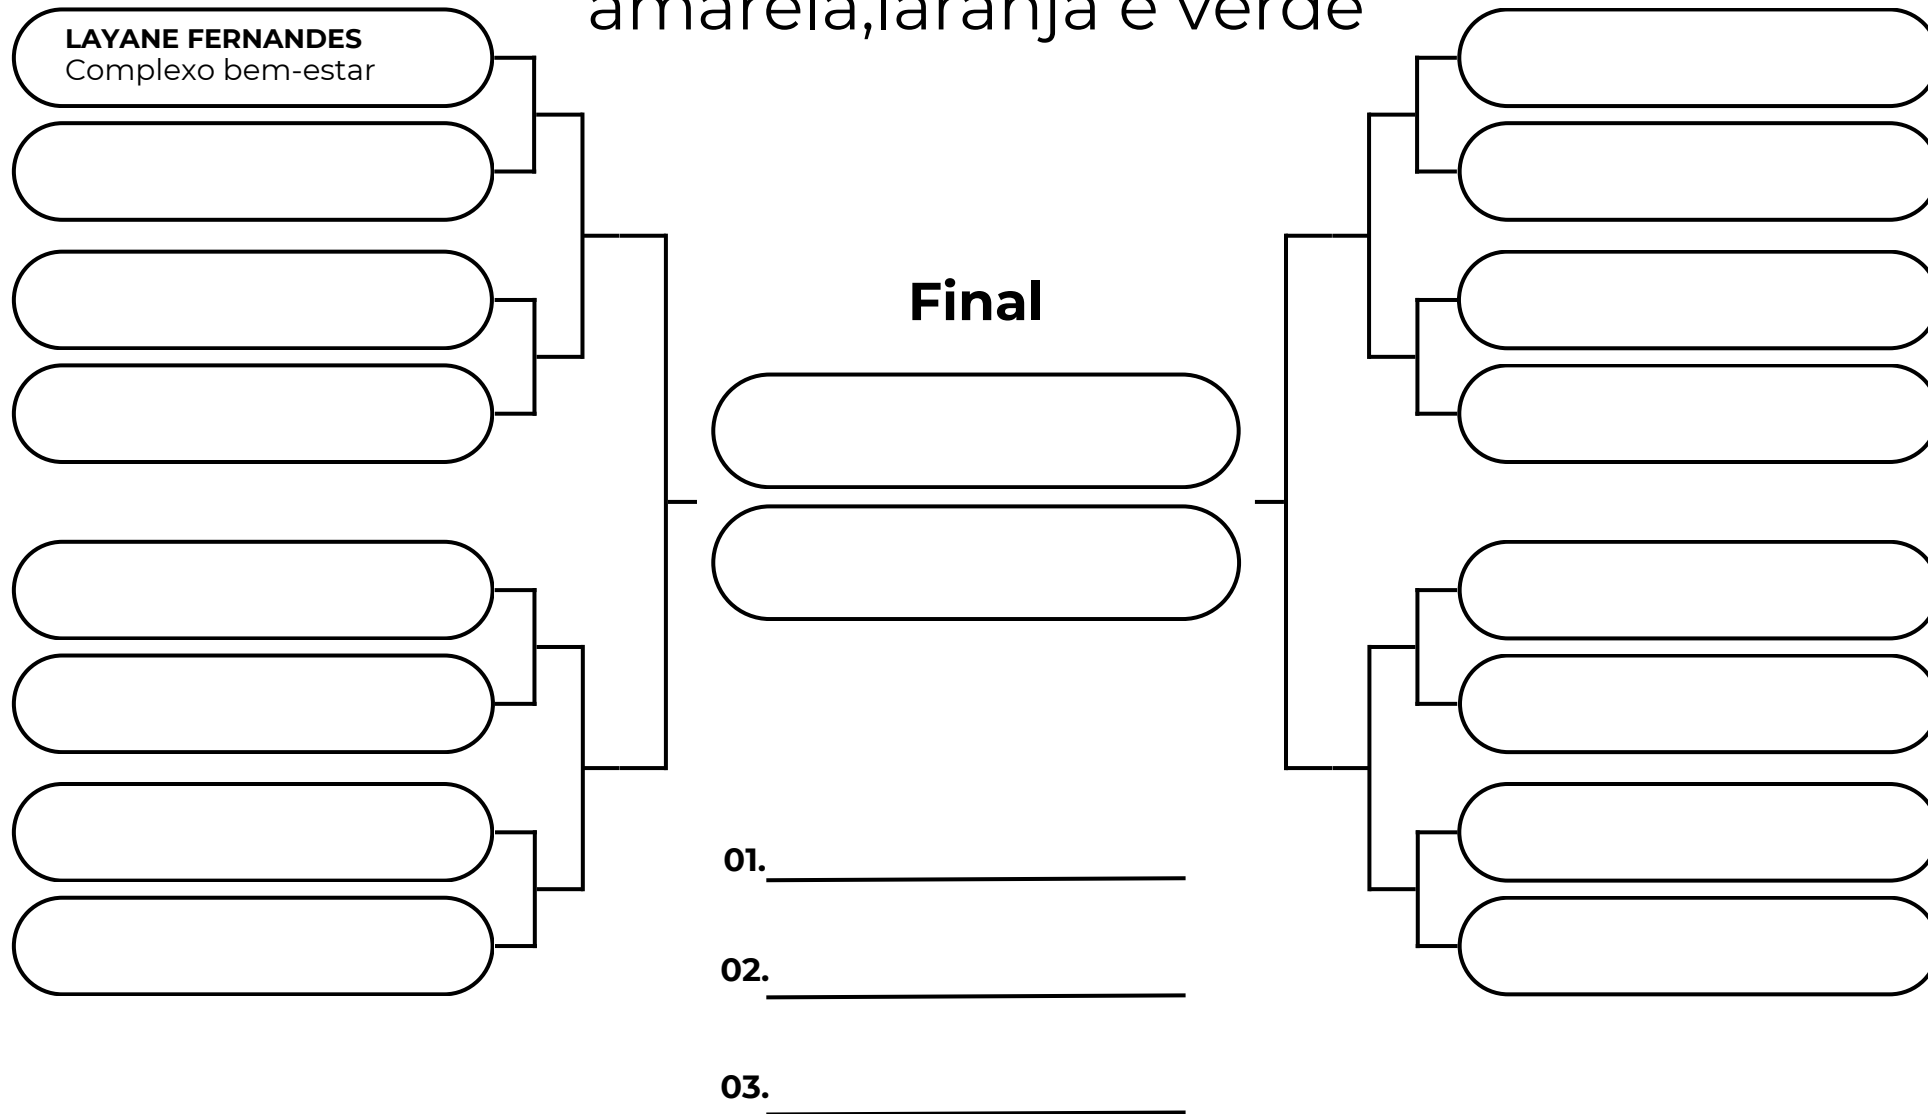 amarela,laranja e verde
LAYANE FERNANDES
Complexo bem-estar
Final
01.
02.
03.